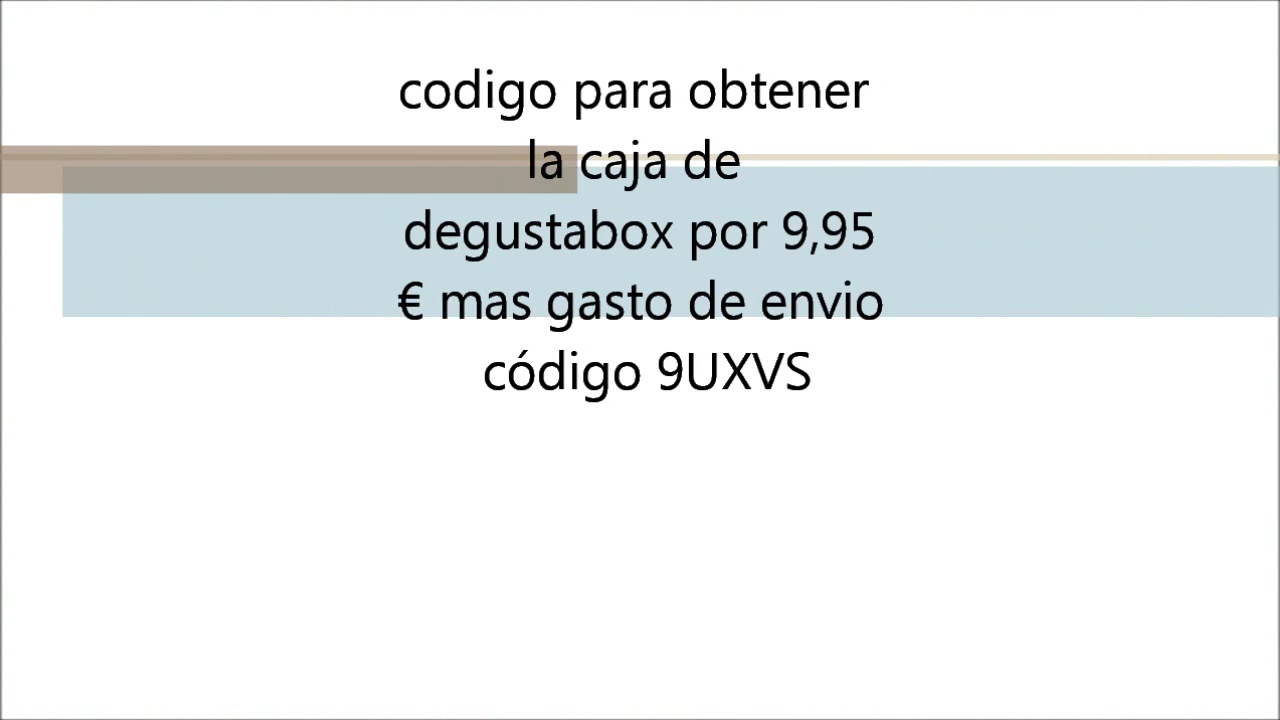 codigo para obtener
la caja de
degustabox por 9,95
€ mas gasto de envio
código 9UXVS